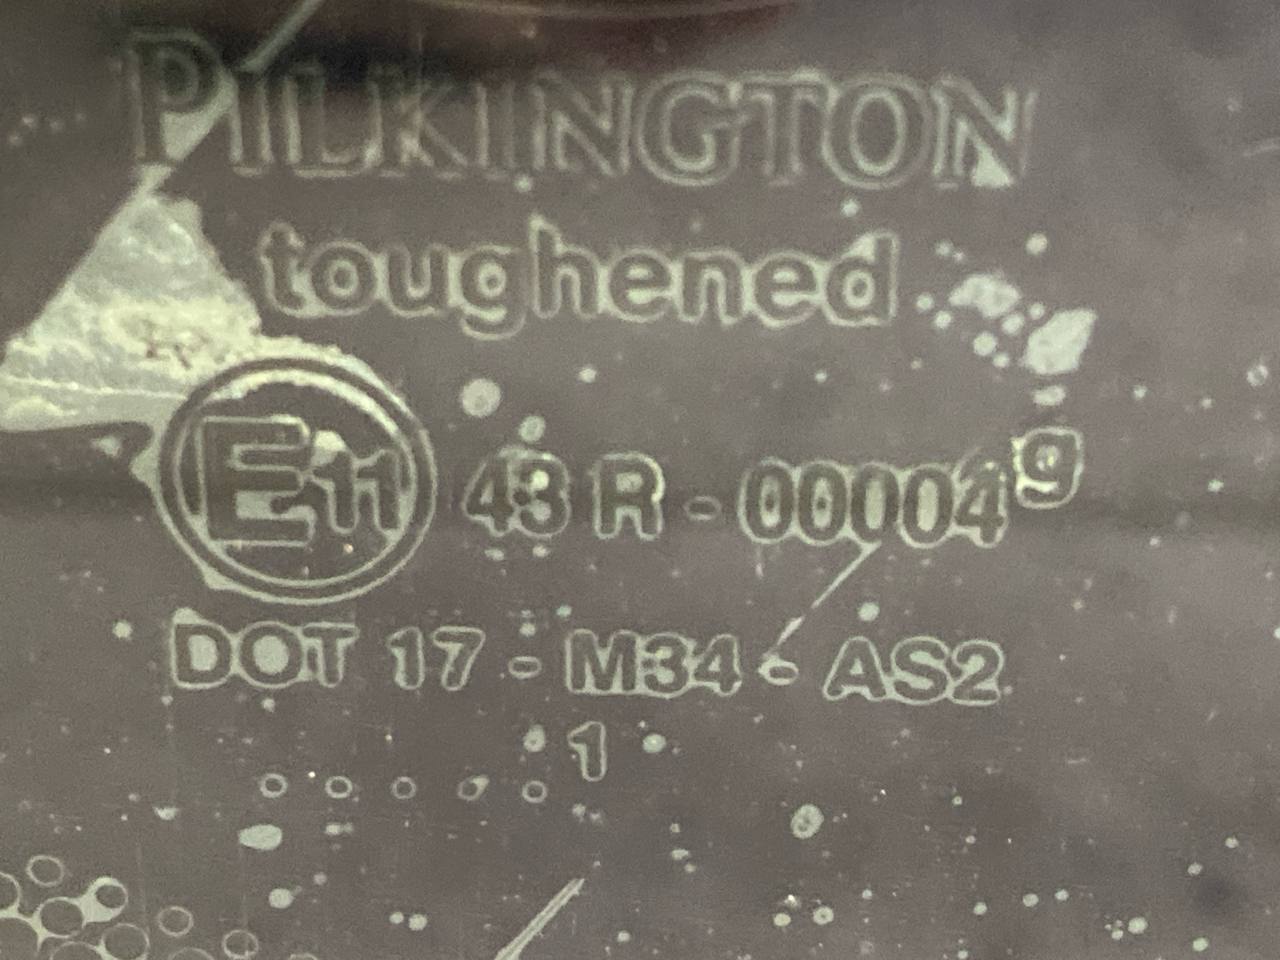 PILKINGTON
toughened
E11 43 R - 00004 g
DOT 17 - M34 - AS2
1